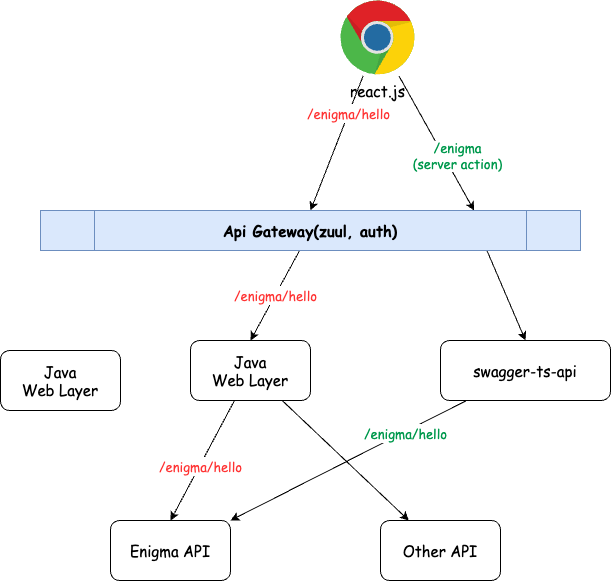 react.js
/enigma/hello
/enigma
(server action)
Api Gateway(zuul, auth)
/enigma/hello
Java
Web Layer
Java
Web Layer
swagger-ts-api
/enigma/hello
/enigma/hello
Enigma API
Other API